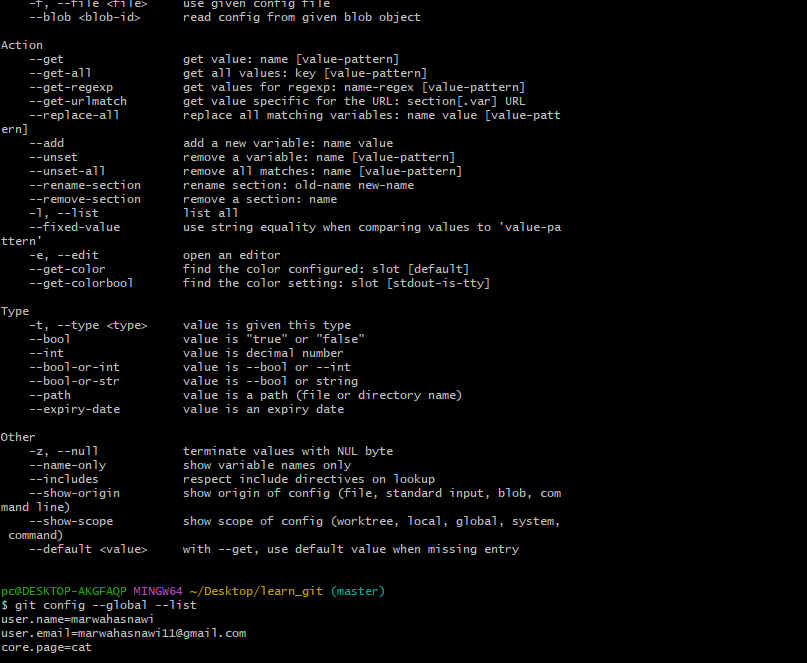 -f, --file <file>     use given config file
    --blob <blob-id>      read config from given blob object

Action
    --get                 get value: name [value-pattern]
    --get-all             get all values: key [value-pattern]
    --get-regexp          get values for regexp: name-regex [value-pattern]
    --get-urlmatch        get value specific for the URL: section[.var] URL
    --replace-all         replace all matching variables: name value [value-patt
ern]
    --add                 add a new variable: name value
    --unset               remove a variable: name [value-pattern]
    --unset-all           remove all matches: name [value-pattern]
    --rename-section      rename section: old-name new-name
    --remove-section      remove a section: name
    -l, --list            list all
    --fixed-value         use string equality when comparing values to 'value-pa
ttern'
    -e, --edit            open an editor
    --get-color           find the color configured: slot [default]
    --get-colorbool       find the color setting: slot [stdout-is-tty]

Type
    -t, --type <type>     value is given this type
    --bool                value is "true" or "false"
    --int                 value is decimal number
    --bool-or-int         value is --bool or --int
    --bool-or-str         value is --bool or string
    --path                value is a path (file or directory name)
    --expiry-date         value is an expiry date

Other
    -z, --null            terminate values with NUL byte
    --name-only           show variable names only
    --includes            respect include directives on lookup
    --show-origin         show origin of config (file, standard input, blob, com
mand line)
    --show-scope          show scope of config (worktree, local, global, system,
 command)
    --default <value>     with --get, use default value when missing entry

pc@DESKTOP-AKGFAQP MINGW64 ~/Desktop/learn_git (master)
$ git config --global --list
user.name=marwahasnawi
user.email=marwahasnawi11@gmail.com
core.page=cat